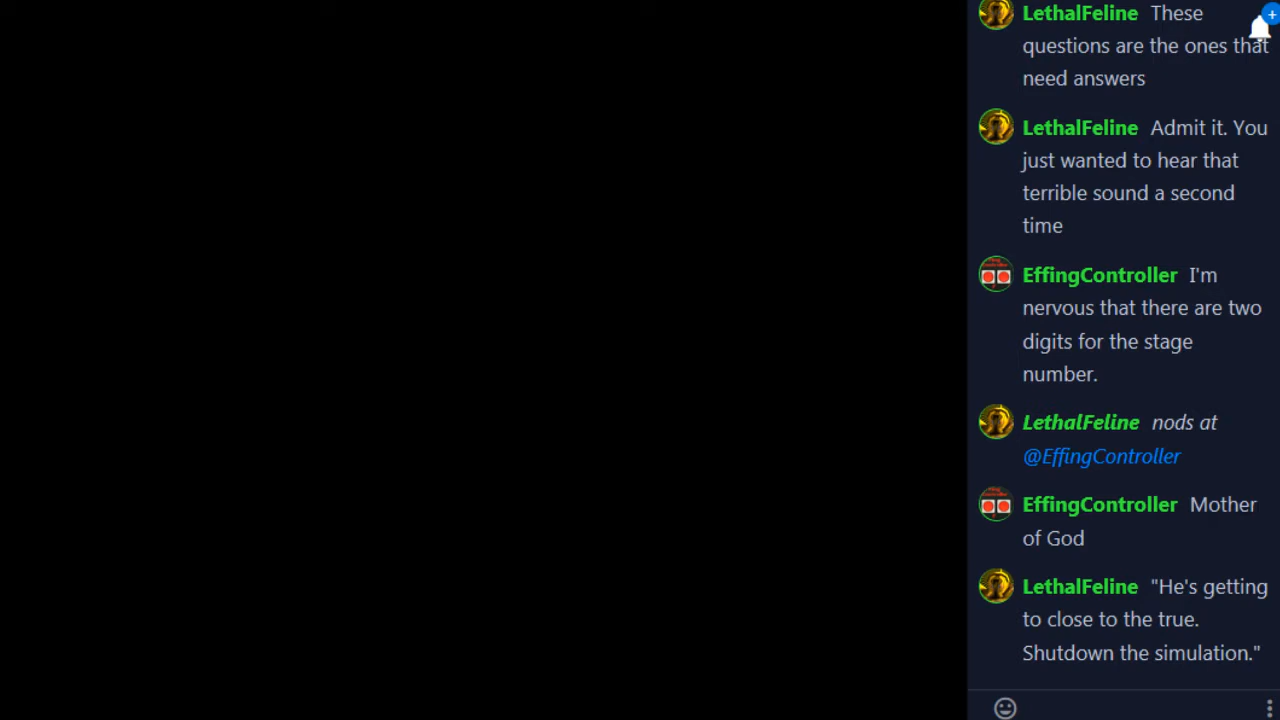 LethalFeline These
questions are the ones that
need answers
LethalFeline Admit it. You
just wanted to hear that
terrible sound a second
time
EffingController I'm
nervous that there are two
digits for the stage
number.
LethalFeline nods at
@EffingController
EffingController Mother
of God
LethalFeline "He's getting
to close to the true.
Shutdown the simulation."